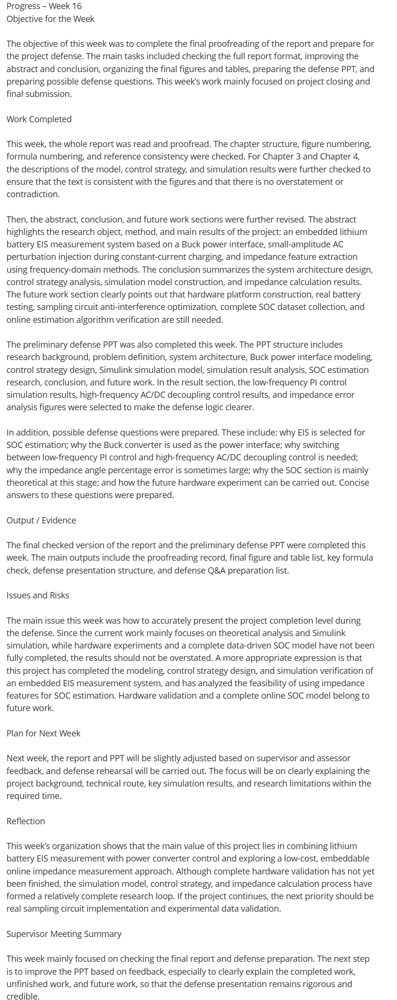 Progress – Week 16
Objective for the Week
The objective of this week was to complete the final proofreading of the report and prepare for
the project defense. The main tasks included checking the full report format, improving the
abstract and conclusion, organizing the final figures and tables, preparing the defense PPT, and
preparing possible defense questions. This week’s work mainly focused on project closing and
final submission.
Work Completed
This week, the whole report was read and proofread. The chapter structure, figure numbering,
formula numbering, and reference consistency were checked. For Chapter 3 and Chapter 4,
the descriptions of the model, control strategy, and simulation results were further checked to
ensure that the text is consistent with the figures and that there is no overstatement or
contradiction.
Then, the abstract, conclusion, and future work sections were further revised. The abstract
highlights the research object, method, and main results of the project: an embedded lithium
battery EIS measurement system based on a Buck power interface, small-amplitude AC
perturbation injection during constant-current charging, and impedance feature extraction
using frequency-domain methods. The conclusion summarizes the system architecture design,
control strategy analysis, simulation model construction, and impedance calculation results.
The future work section clearly points out that hardware platform construction, real battery
testing, sampling circuit anti-interference optimization, complete SOC dataset collection, and
online estimation algorithm verification are still needed.
The preliminary defense PPT was also completed this week. The PPT structure includes
research background, problem definition, system architecture, Buck power interface modeling,
control strategy design, Simulink simulation model, simulation result analysis, SOC estimation
research, conclusion, and future work. In the result section, the low-frequency PI control
simulation results, high-frequency AC/DC decoupling control results, and impedance error
analysis figures were selected to make the defense logic clearer.
In addition, possible defense questions were prepared. These include: why EIS is selected for
SOC estimation; why the Buck converter is used as the power interface; why switching
between low-frequency PI control and high-frequency AC/DC decoupling control is needed;
why the impedance angle percentage error is sometimes large; why the SOC section is mainly
theoretical at this stage; and how the future hardware experiment can be carried out. Concise
answers to these questions were prepared.
Output / Evidence
The final checked version of the report and the preliminary defense PPT were completed this
week. The main outputs include the proofreading record, final figure and table list, key formula
check, defense presentation structure, and defense Q&A preparation list.
Issues and Risks
The main issue this week was how to accurately present the project completion level during
the defense. Since the current work mainly focuses on theoretical analysis and Simulink
simulation, while hardware experiments and a complete data-driven SOC model have not been
fully completed, the results should not be overstated. A more appropriate expression is that
this project has completed the modeling, control strategy design, and simulation verification of
an embedded EIS measurement system, and has analyzed the feasibility of using impedance
features for SOC estimation. Hardware validation and a complete online SOC model belong to
future work.
Plan for Next Week
Next week, the report and PPT will be slightly adjusted based on supervisor and assessor
feedback, and defense rehearsal will be carried out. The focus will be on clearly explaining the
project background, technical route, key simulation results, and research limitations within the
required time.
Reflection
This week’s organization shows that the main value of this project lies in combining lithium
battery EIS measurement with power converter control and exploring a low-cost, embeddable
online impedance measurement approach. Although complete hardware validation has not yet
been finished, the simulation model, control strategy, and impedance calculation process have
formed a relatively complete research loop. If the project continues, the next priority should be
real sampling circuit implementation and experimental data validation.
Supervisor Meeting Summary
This week mainly focused on checking the final report and defense preparation. The next step
is to improve the PPT based on feedback, especially to clearly explain the completed work,
unfinished work, and future work, so that the defense presentation remains rigorous and
credible.